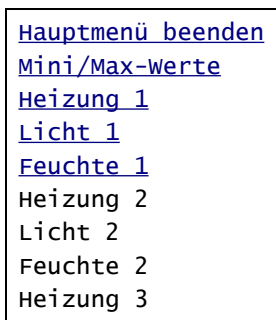 Hauptmenü beenden
Mini/Max-Werte
Heizung 1
Licht 1
Feuchte 1
Heizung 2
Licht 2
Feuchte 2
Heizung 3